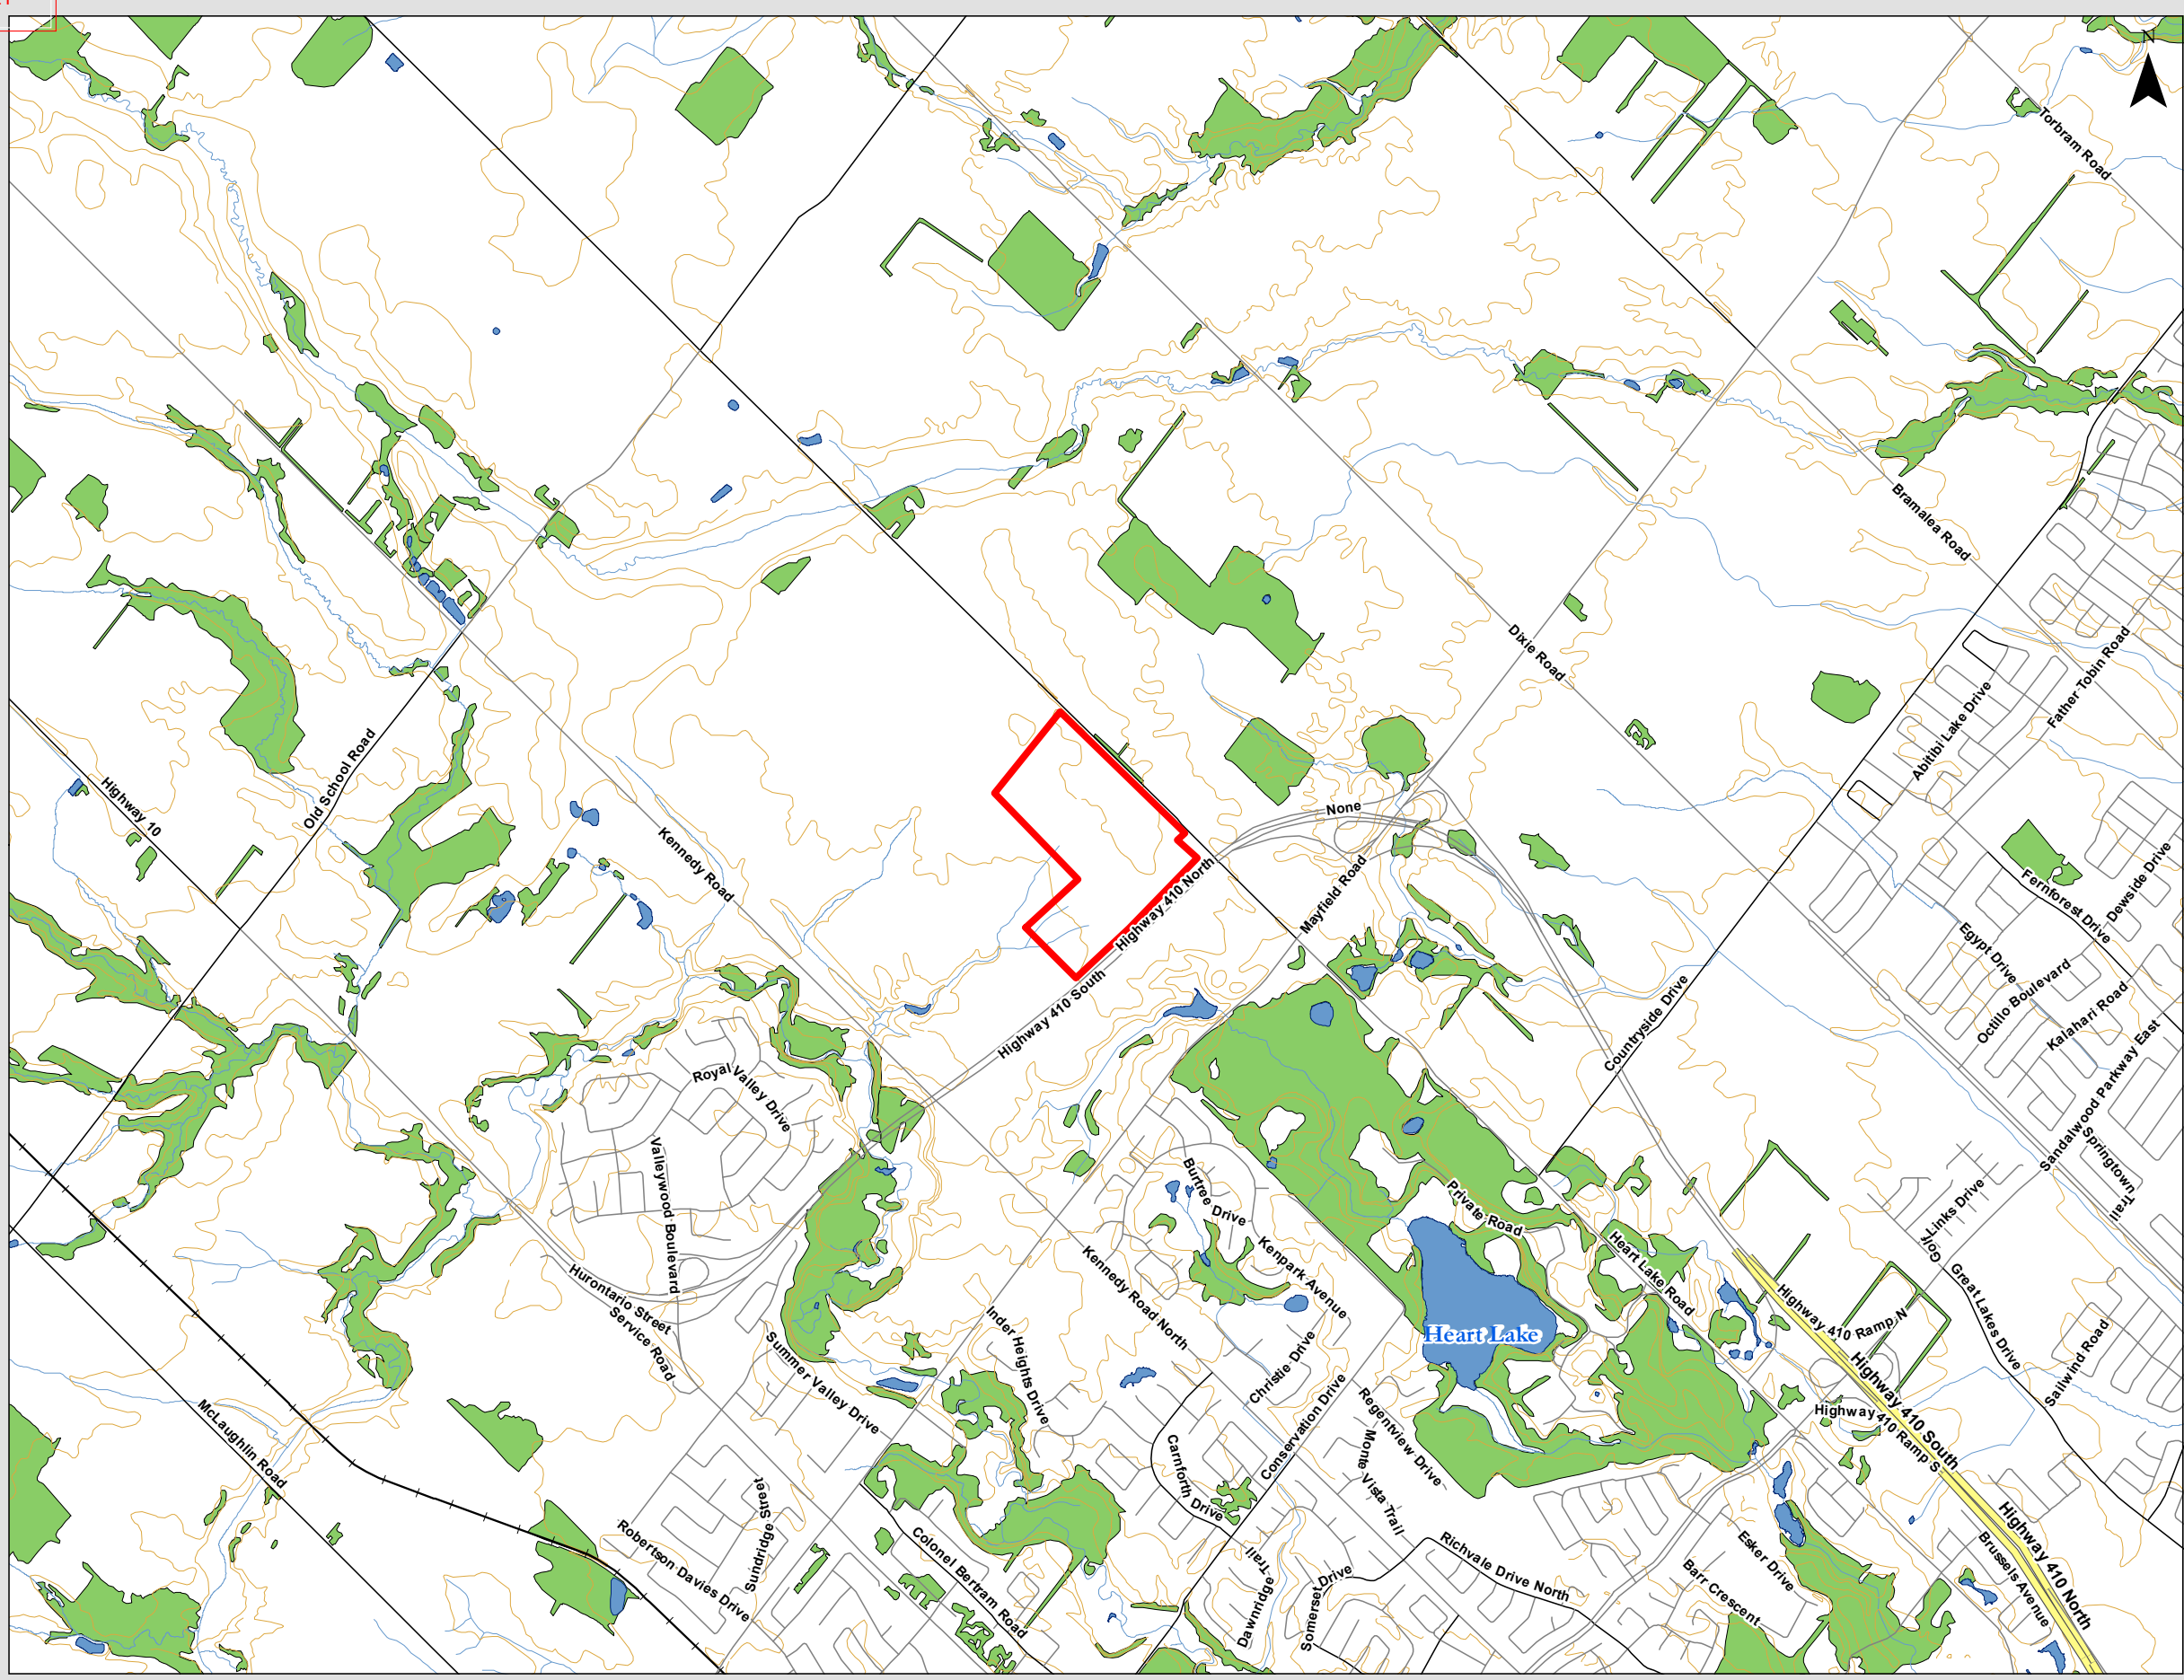 N
Torbram Road
Bramalea Road
Dixie Road
Father Tobin Road
Abitibi Lake Drive
Old School Road
Highway 10
Kennedy Road
None
Mayfield Road
Highway 410 North
Highway 410 South
Fernforest Drive
Dewside Drive
Egypt Drive
Octillo Boulevard
Kalahari Road
Countryside Drive
Sandalwood Parkway East
Springtown Trail
Royal Valley Drive
Valleywood Boulevard
Burtree Drive
Private Road
Golf Links Drive
Kenpark Avenue
Heart Lake Road
Kennedy Road North
Hurontario Street
Service Road
Great Lakes Drive
Highway 410 Ramp N
Heart Lake
Inder Heights Drive
Summer Valley Drive
Christie Drive
Sailwind Road
Highway 410 South
Highway 410 Ramp S
McLaughlin Road
Conservation Drive
Regentview Drive
Monte Vista Trail
Carnforth Drive
Sundridge Street
Robertson Davies Drive
Colonel Bertram Road
Dawnridge Trail
Somerset Drive
Richvale Drive North
Esker Drive
Barr Crescent
Brussels Avenue
Highway 410 North